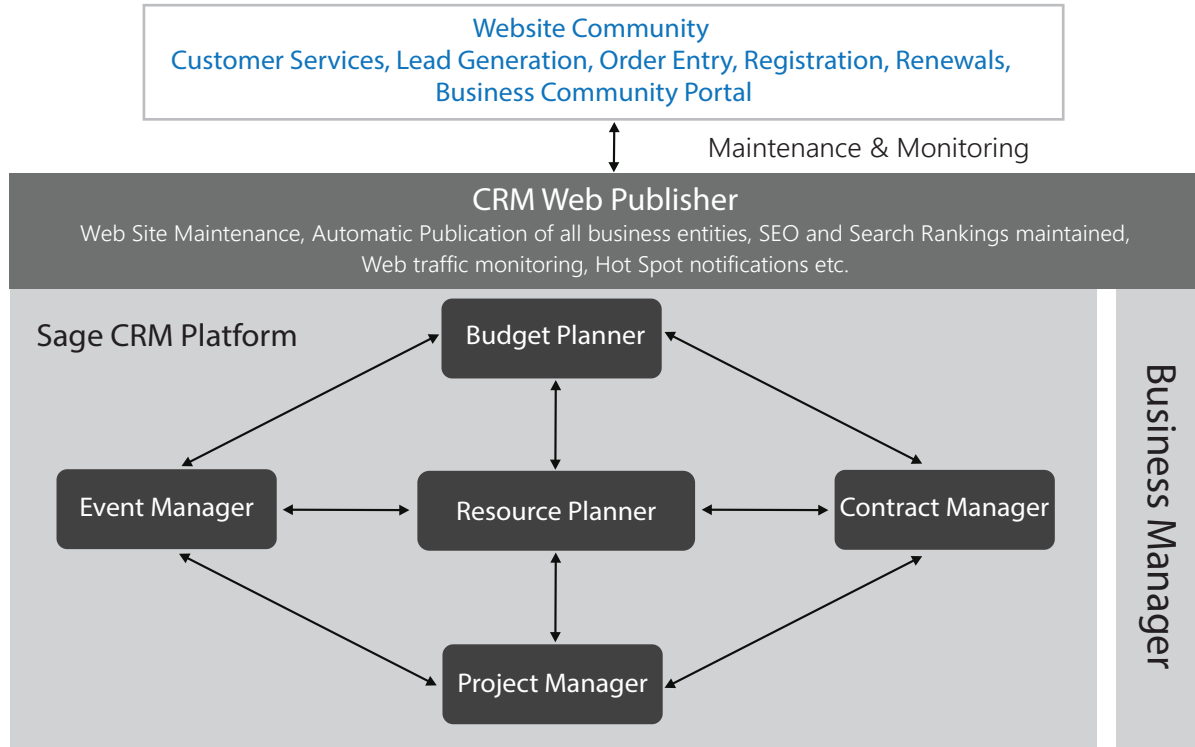 Website Community
Customer Services, Lead Generation, Order Entry, Registration, Renewals,
Business Community Portal
Maintenance & Monitoring
CRM Web Publisher
Web Site Maintenance, Automatic Publication of all business entities, SEO and Search Rankings maintained,
Web traffic monitoring, Hot Spot notifications etc.
Sage CRM Platform
Budget Planner
Event Manager
Resource Planner
Contract Manager
Project Manager
Business Manager